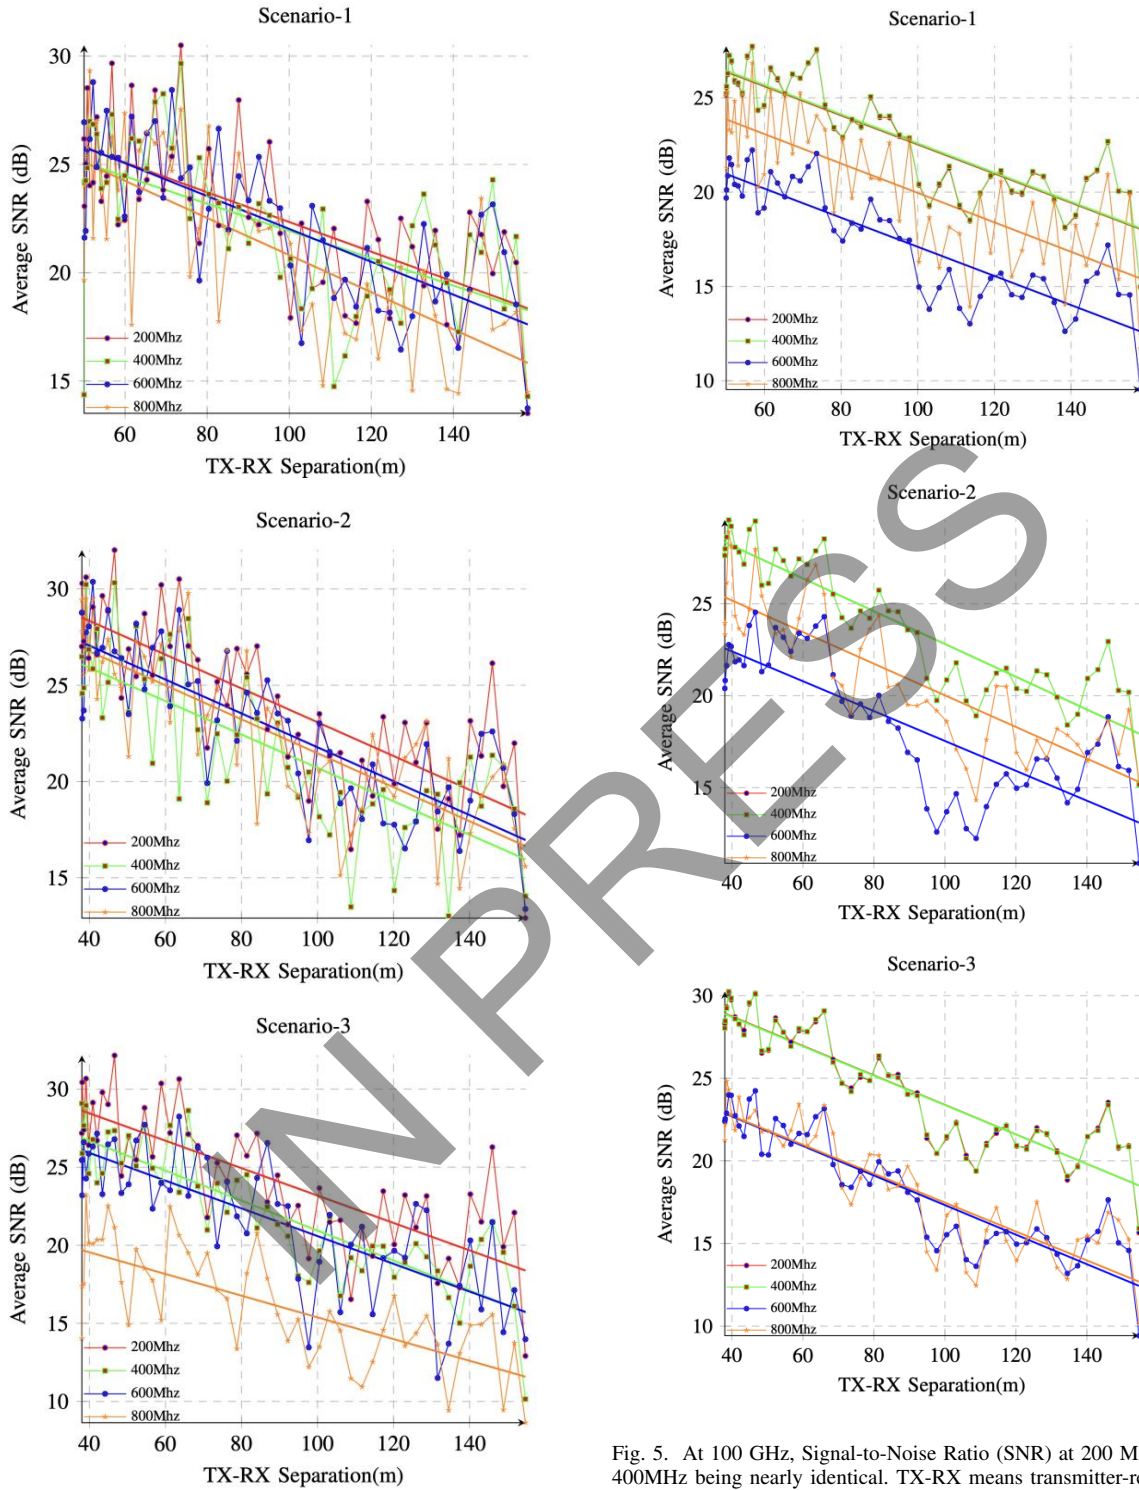 Scenario-1
30
25
20
15
Average SNR (dB)
200Mhz
400Mhz
600Mhz
800Mhz
60 80 100 120 140
TX-RX Separation(m)
Scenario-2
30
25
20
15
Average SNR (dB)
200Mhz
400Mhz
600Mhz
800Mhz
40 60 80 100 120 140
TX-RX Separation(m)
Scenario-3
30
25
20
15
10
Average SNR (dB)
200Mhz
400Mhz
600Mhz
800Mhz
40 60 80 100 120 140
TX-RX Separation(m)
Scenario-1
25
20
15
10
Average SNR (dB)
200Mhz
400Mhz
600Mhz
800Mhz
60 80 100 120 140
TX-RX Separation(m)
Scenario-2
25
20
15
Average SNR (dB)
200Mhz
400Mhz
600Mhz
800Mhz
40 60 80 100 120 140
TX-RX Separation(m)
Scenario-3
30
25
20
15
10
Average SNR (dB)
200Mhz
400Mhz
600Mhz
800Mhz
40 60 80 100 120 140
TX-RX Separation(m)
Fig. 5. At 100 GHz, Signal-to-Noise Ratio (SNR) at 200 M
400MHz being nearly identical. TX-RX means transmitter-re
IN PRESS